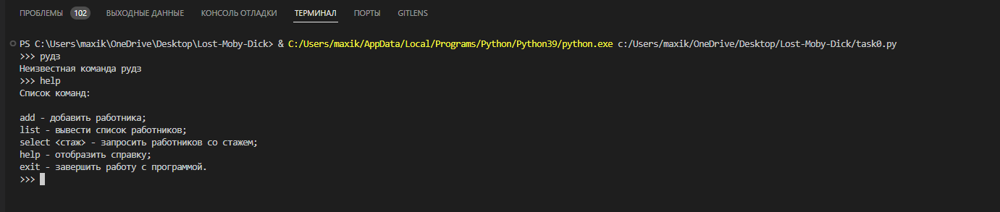 ПРОБЛЕМЫ 102 ВЫХОДНЫЕ ДАННЫЕ КОНСОЛЬ ОТЛАДКИ ТЕРМИНАЛ ПОРТЫ GITLENS
PS C:\Users\maxik\OneDrive\Desktop\Lost-Moby-Dick> & C:/Users/maxik/AppData/Local/Programs/Python/Python39/python.exe c:/Users/maxik/OneDrive/Desktop/Lost-Moby-Dick/task0.py
>>> рудз
Неизвестная команда рудз
>>> help
Список команд:
add - добавить работника;
list - вывести список работников;
select <стаж> - запросить работников со стажем;
help - отобразить справку;
exit - завершить работу с программой.
>>>